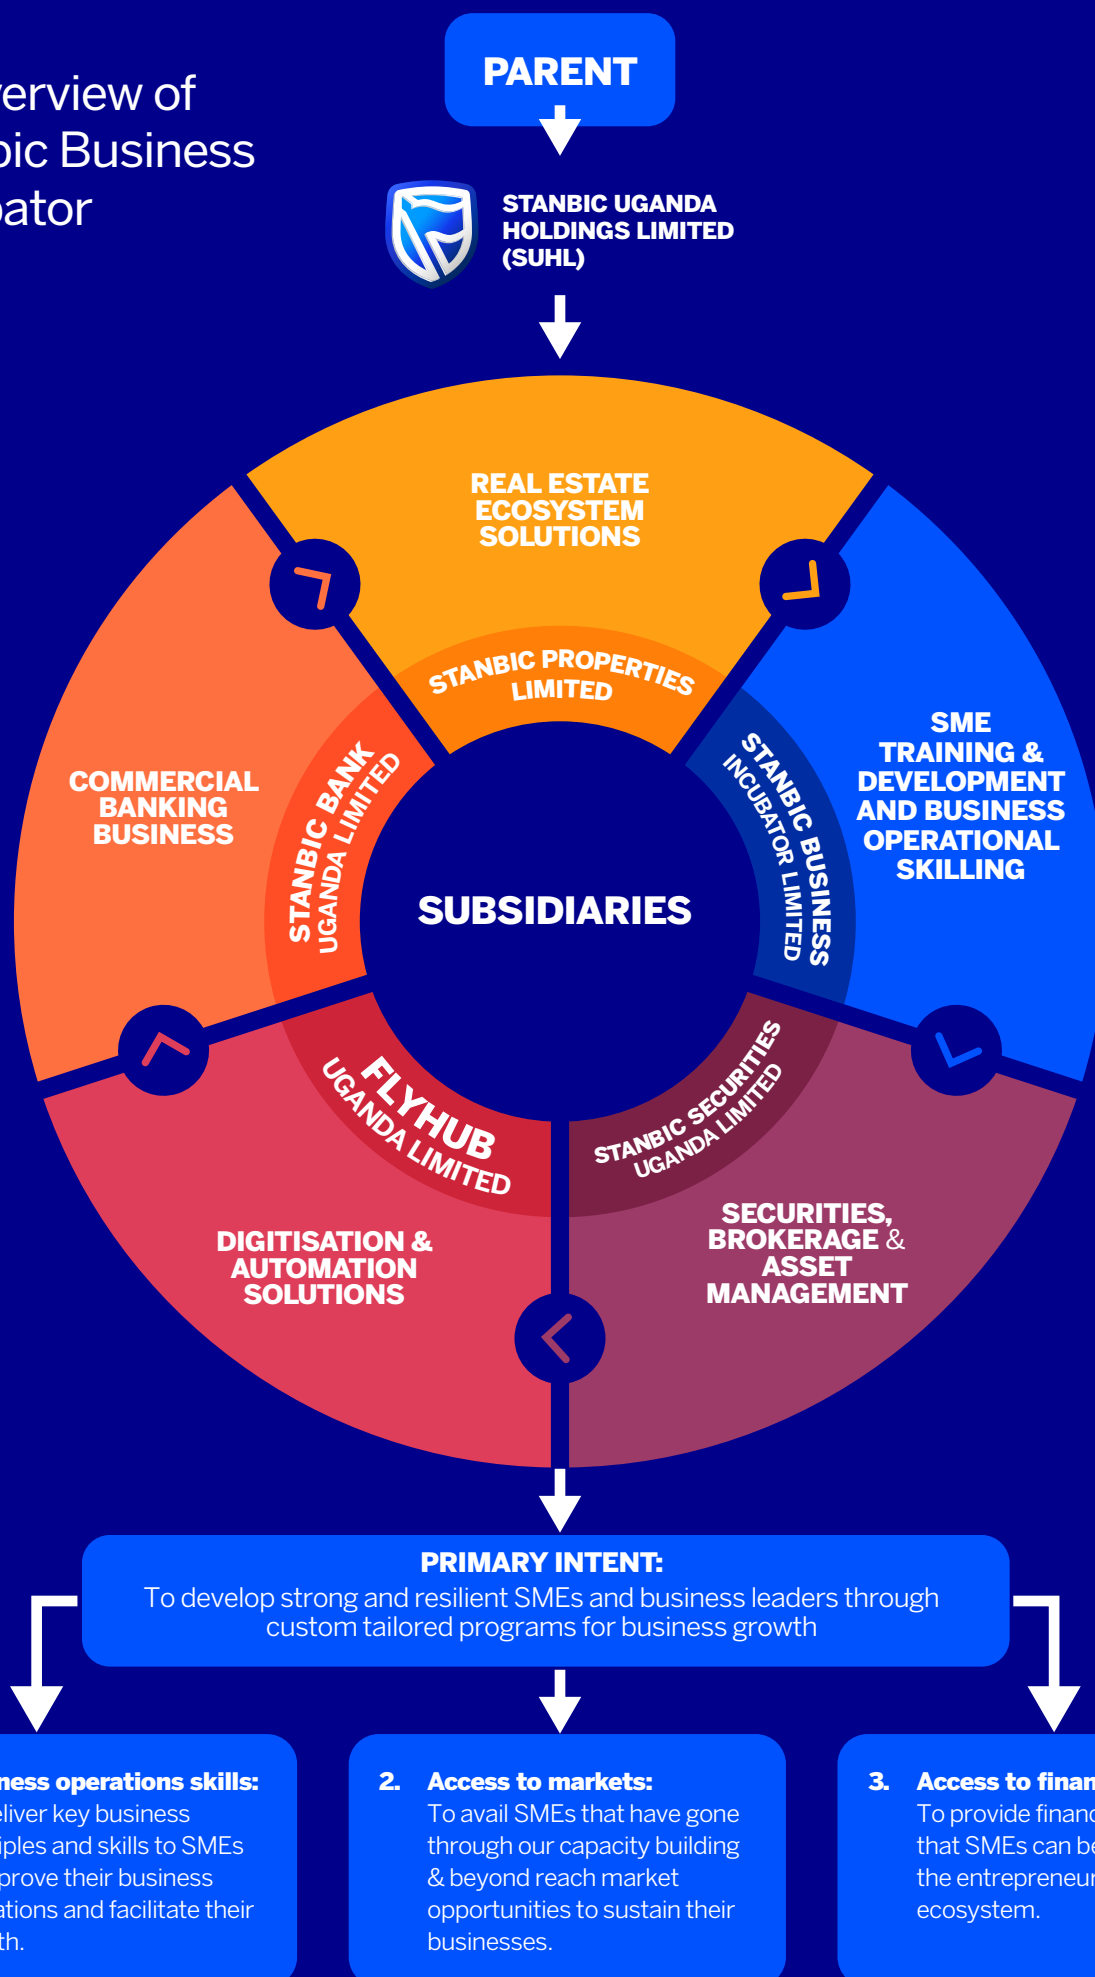 PARENT
verview of
bic Business
bator
STANBIC UGANDA
HOLDINGS LIMITED
(SUHL)
REAL ESTATE
ECOSYSTEM
SOLUTIONS
STANBIC PROPERTIES
LIMITED
SME
TRAINING &
DEVELOPMENT
AND BUSINESS
OPERATIONAL
SKILLING
STANBIC BUSINESS
INCUBATOR LIMITED
COMMERCIAL
BANKING
BUSINESS
STANBIC BANK
UGANDA LIMITED
SUBSIDIARIES
STANBIC SECURITIES
UGANDA LIMITED
SECURITIES,
BROKERAGE &
ASSET
MANAGEMENT
FLYHUB
UGANDA LIMITED
DIGITISATION &
AUTOMATION
SOLUTIONS
PRIMARY INTENT:
To develop strong and resilient SMEs and business leaders through
custom tailored programs for business growth
ness operations skills:
eliver key business
iples and skills to SMEs
prove their business
ations and facilitate their
th.
2. Access to markets:
To avail SMEs that have gone
through our capacity building
& beyond reach market
opportunities to sustain their
businesses.
3. Access to finan
To provide financ
that SMEs can be
the entrepreneur
ecosystem.